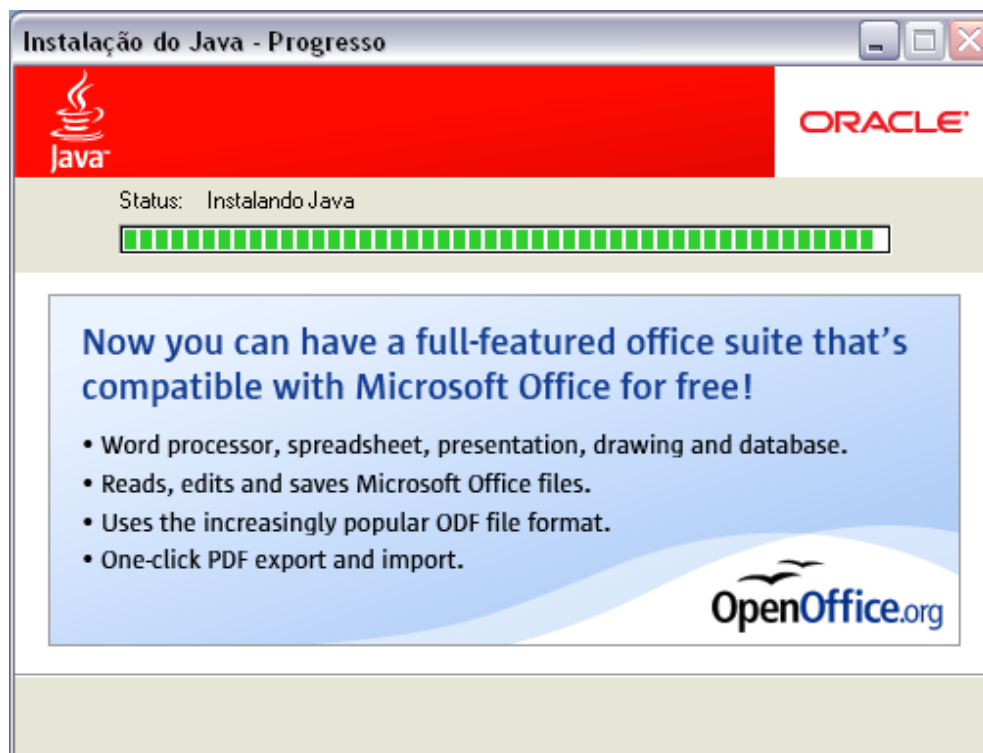 Instalação do Java - Progresso
Java
ORACLE
Status: Instalando Java
Now you can have a full-featured office suite that's
compatible with Microsoft Office for free!
• Word processor, spreadsheet, presentation, drawing and database.
• Reads, edits and saves Microsoft Office files.
• Uses the increasingly popular ODF file format.
• One-click PDF export and import.
OpenOffice.org